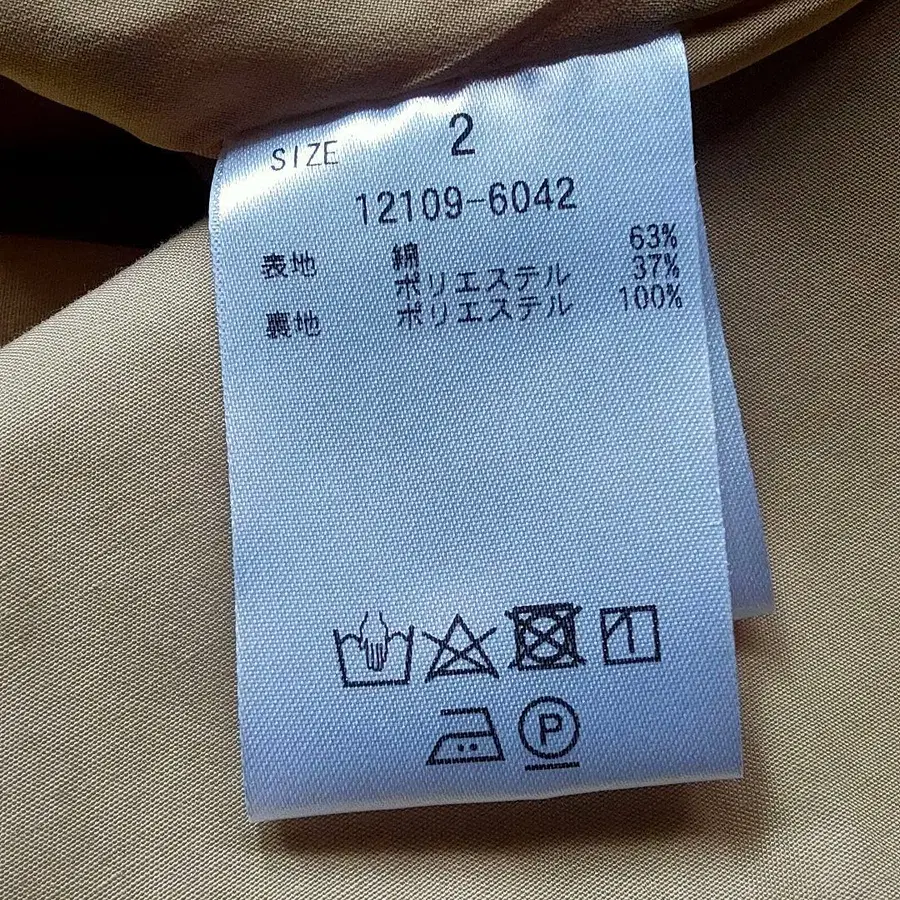 SIZE 2
12109-6042
表地 綿 63%
ポリエステル 37%
裏地 ポリエステル 100%
P